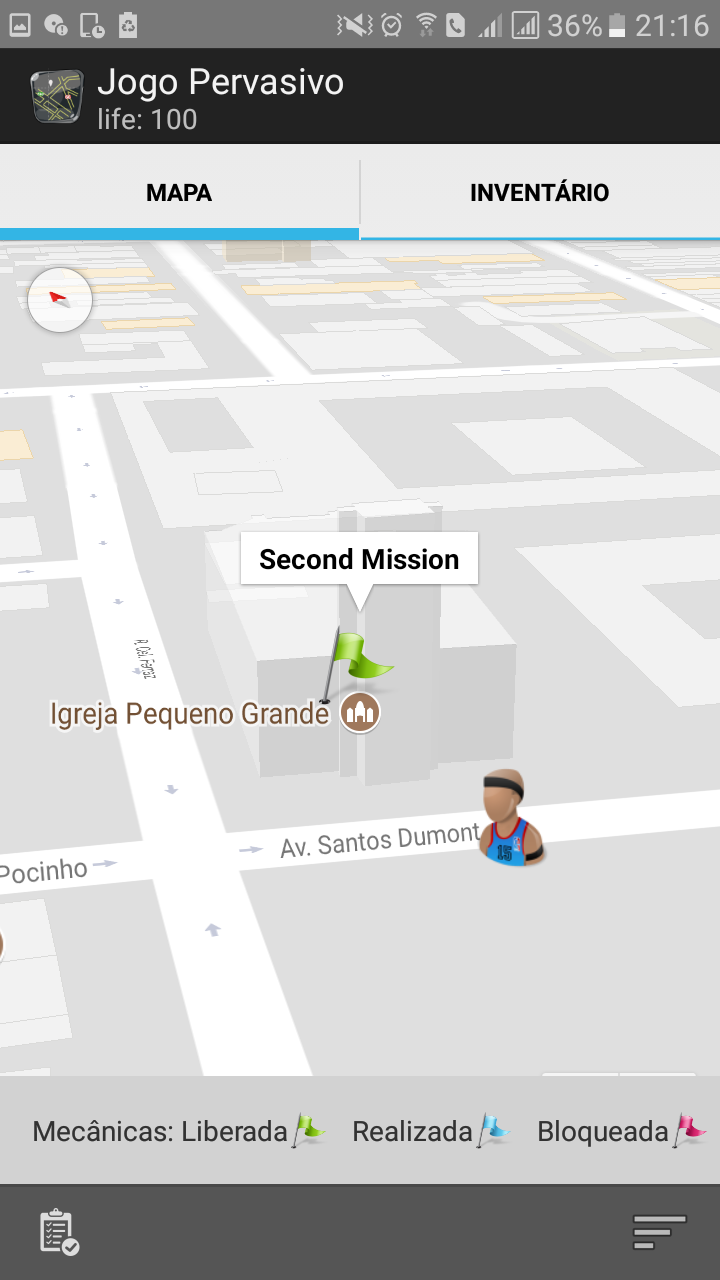 36% 21:16
Jogo Pervasivo
life: 100
MAPA INVENTÁRIO
Second Mission
R. Cel. Ferraz
Igreja Pequeno Grande
Av. Santos Dumont
Pocinho
15
Mecânicas: Liberada Realizada Bloqueada